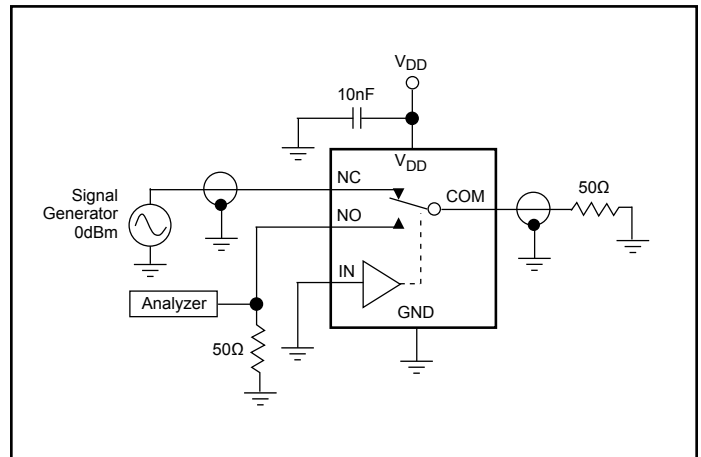 VDD
10nF
VDD
NC
COM
50Ω
Signal
Generator
0dBm
NO
IN
Analyzer
GND
50Ω